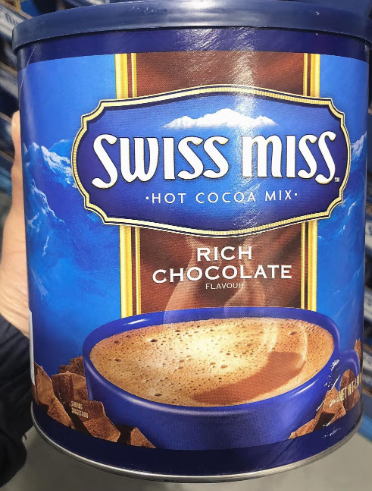 SWISS MISS
·HOT COCOA MIX·
RICH
CHOCOLATE
FLAVOUR